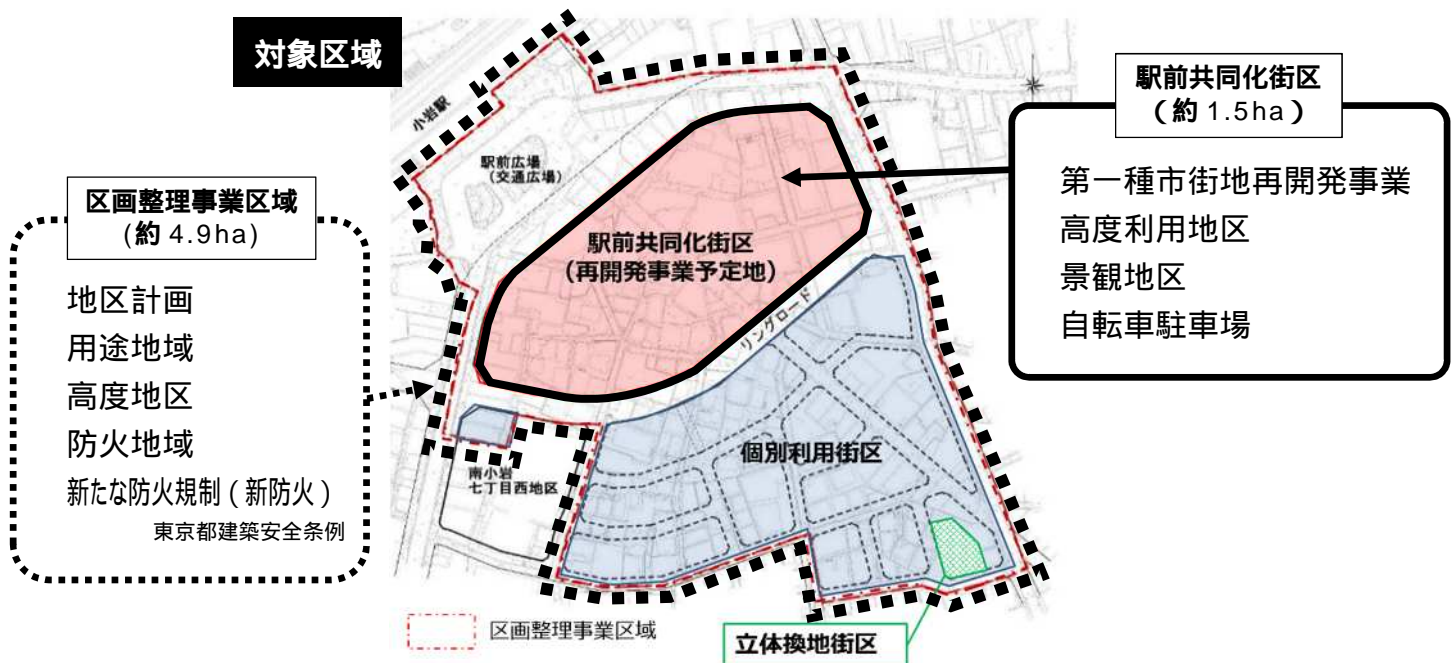 対象区域
小岩駅
駅前広場
（交通広場）
駅前共同化街区
(約 1.5ha)
第一種市街地再開発事業
高度利用地区
景観地区
自転車駐車場
区画整理事業区域
(約 4.9ha)
地区計画
用途地域
高度地区
防火地域
新たな防火規制（新防火）
東京都建築安全条例
駅前共同化街区
（再開発事業予定地）
リングロード
個別利用街区
南小岩
七丁目西地区
区画整理事業区域
立体換地街区